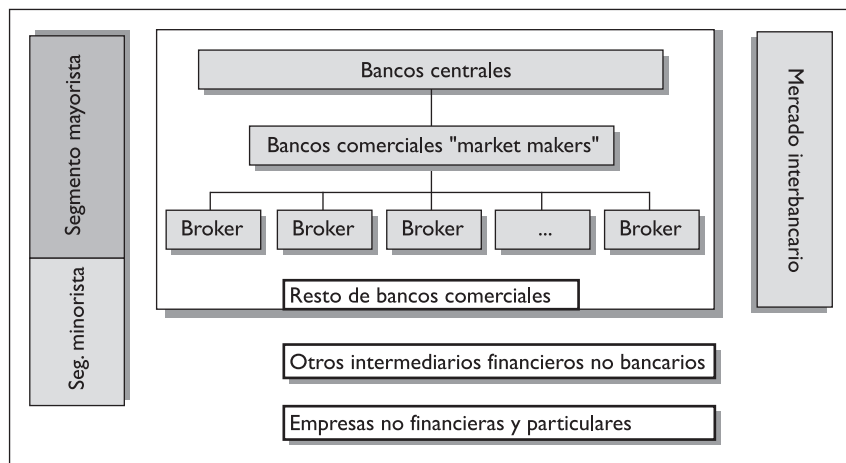 Segmento mayorista
Seg. minorista
Bancos centrales
Bancos comerciales "market makers"
Broker
Broker
Broker
...
Broker
Resto de bancos comerciales
Otros intermediarios financieros no bancarios
Empresas no financieras y particulares
Mercado interbancario